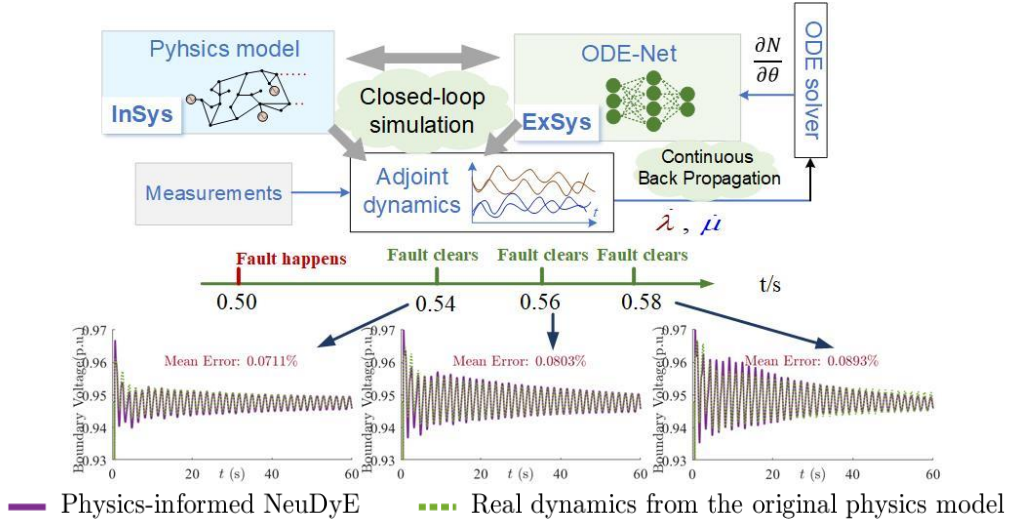 Pyhsics model
InSys
Closed-loop
simulation
ODE-Net
ExSys
∂N
∂θ
ODE solver
Measurements
Adjoint
dynamics
t
Continuous
Back Propagation
λ̇ , μ̇
Fault happens
Fault clears
Fault clears
Fault clears
0.50
0.54
0.56
0.58
t/s
Boundary Voltage(p.u.)
0.97
0.96
0.95
0.94
0.93
Mean Error: 0.0711%
0
20
40
60
t (s)
Boundary Voltage(p.u.)
0.97
0.96
0.95
0.94
0.93
Mean Error: 0.0803%
0
20
40
60
t (s)
Boundary Voltage(p.u.)
0.97
0.96
0.95
0.94
0.93
Mean Error: 0.0893%
0
20
40
60
t (s)
Physics-informed NeuDyE
Real dynamics from the original physics model